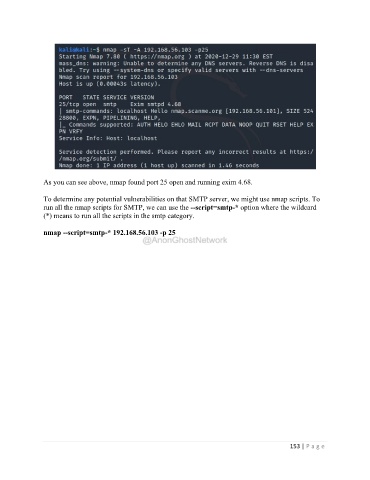 kali@kali:~$ nmap -sT -A 192.168.56.103 -p25
Starting Nmap 7.80 ( https://nmap.org ) at 2020-12-29 11:30 EST
mass_dns: warning: Unable to determine any DNS servers. Reverse DNS is disa
bled. Try using --system-dns or specify valid servers with --dns-servers
Nmap scan report for 192.168.56.103
Host is up (0.00043s latency).
PORT STATE SERVICE VERSION
25/tcp open smtp Exim smtpd 4.68
| smtp-commands: localhost Hello nmap.scanme.org [192.168.56.101], SIZE 524
28800, EXPN, PIPELINING, HELP,
|_ Commands supported: AUTH HELO EHLO MAIL RCPT DATA NOOP QUIT RSET HELP EX
PN VRFY
Service Info: Host: localhost
Service detection performed. Please report any incorrect results at https:/
/nmap.org/submit/ .
Nmap done: 1 IP address (1 host up) scanned in 1.46 seconds
As you can see above, nmap found port 25 open and running exim 4.68.
To determine any potential vulnerabilities on that SMTP server, we might use nmap scripts. To
run all the nmap scripts for SMTP, we can use the --script=smtp-* option where the wildcard
(*) means to run all the scripts in the smtp category.
nmap --script=smtp-* 192.168.56.103 -p 25
@AnonGhostNetwork
153 | P a g e